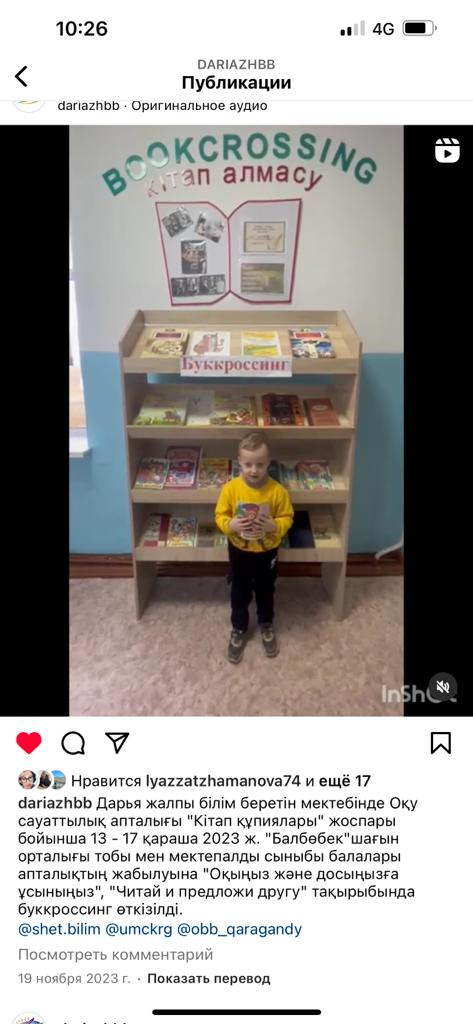 10:26
4G
DARIAZHBB
Публикации
dariazhbb · Оригинальное аудио
BOOKCROSSING
кітап алмасу
Буккроссинг
InSh
Нравится lyazzatzhamanova74 и ещё 17
dariazhbb Дарья жалпы білім беретін мектебінде Оқу
сауаттылық апталығы "Кітап құпиялары" жоспары
бойынша 13 - 17 қараша 2023 ж. "Балбөбек"шағын
орталығы тобы мен мектепалды сыныбы балалары
апталықтың жабылуына "Оқыңыз және досыңызға
ұсыныңыз", "Читай и предложи другу" тақырыбында
буккроссинг өткізілді.
@shet.bilim @umckrg @obb_qaragandy
Посмотреть комментарий
19 ноября 2023 г. · Показать перевод